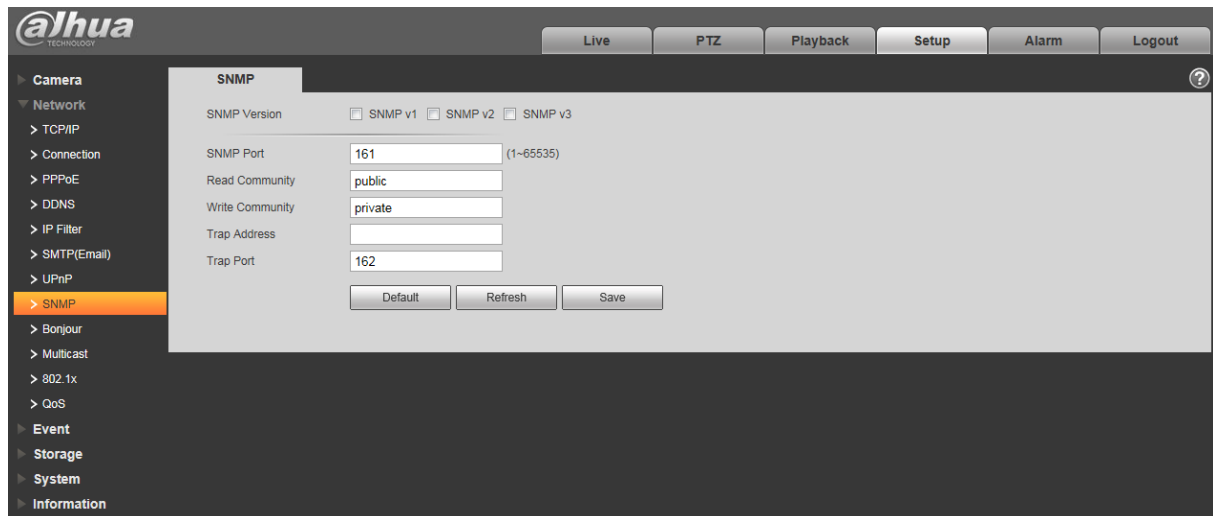 alhua
TECHNOLOGY
Live PTZ Playback Setup Alarm Logout
Camera
Network
> TCP/IP
> Connection
> PPPoE
> DDNS
> IP Filter
> SMTP(Email)
> UPnP
> SNMP
> Bonjour
> Multicast
> 802.1x
> QoS
Event
Storage
System
Information
SNMP ?
SNMP Version SNMP v1 SNMP v2 SNMP v3
SNMP Port 161 (1~65535)
Read Community public
Write Community private
Trap Address
Trap Port 162
Default Refresh Save